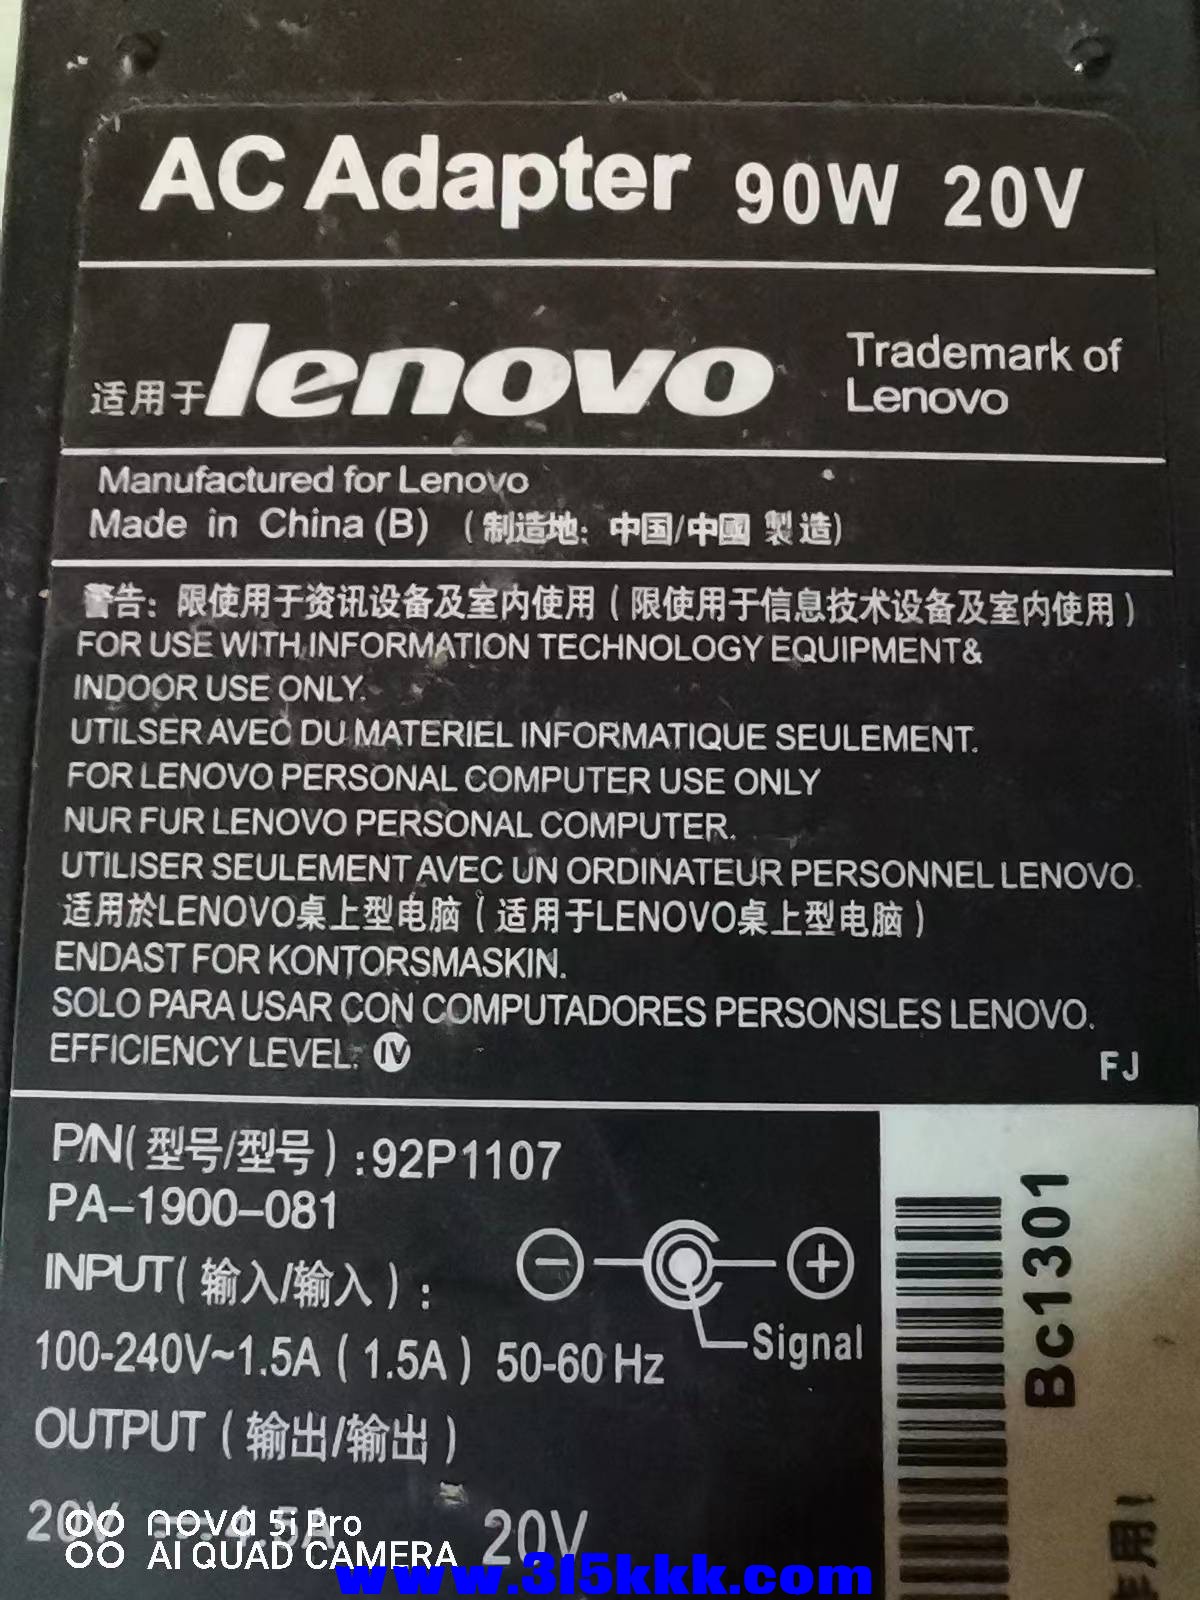 AC Adapter 90W 20V
适用于lenovo Trademark of
Lenovo
Manufactured for Lenovo
Made in China (B) (制造地: 中国/中國 製造)
警告: 限使用于资讯设备及室内使用 ( 限使用于信息技术设备及室内使用 )
FOR USE WITH INFORMATION TECHNOLOGY EQUIPMENT&
INDOOR USE ONLY.
UTILSER AVEC DU MATERIEL INFORMATIQUE SEULEMENT.
FOR LENOVO PERSONAL COMPUTER USE ONLY
NUR FUR LENOVO PERSONAL COMPUTER.
UTILISER SEULEMENT AVEC UN ORDINATEUR PERSONNEL LENOVO.
适用於LENOVO桌上型电脑 ( 适用于LENOVO桌上型电脑 )
ENDAST FOR KONTORSMASKIN.
SOLO PARA USAR CON COMPUTADORES PERSONSLES LENOVO.
EFFICIENCY LEVEL: IV
FJ
P/N( 型号/型号 ) :92P1107
PA-1900-081
INPUT ( 输入/输入 ) :
Signal
100-240V~1.5A ( 1.5A ) 50-60 Hz
OUTPUT ( 输出/输出 )
20V 4.5A 20V
Bc1301
作用!
nova 5i Pro
AI QUAD CAMERA
www.315kkk.com